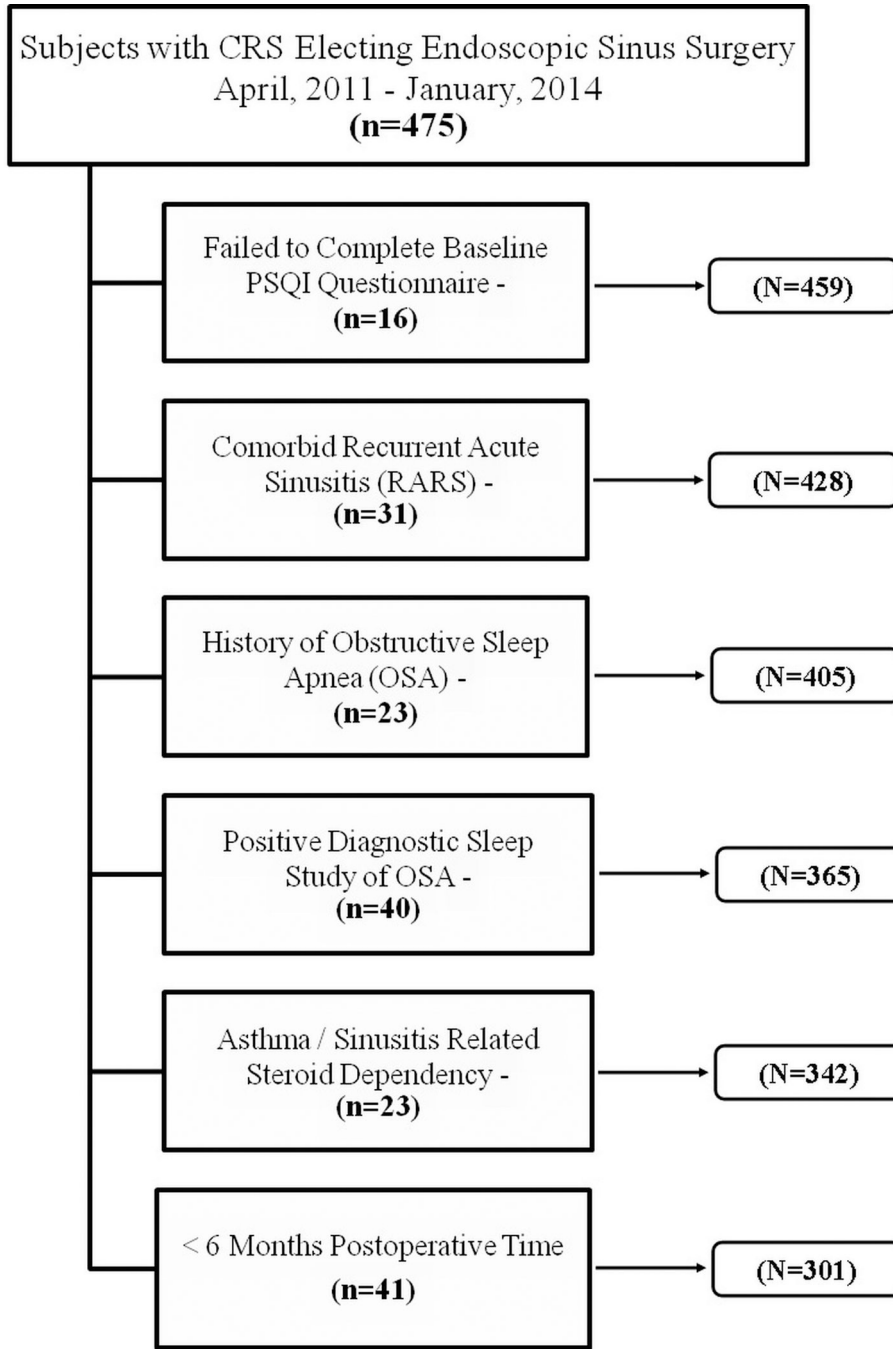 Subjects with CRS Electing Endoscopic Sinus Surgery
April, 2011 - January, 2014
(n=475)
Failed to Complete Baseline
PSQI Questionnaire -
(n=16)
(N=459)
Comorbid Recurrent Acute
Sinusitis (RARS) -
(n=31)
(N=428)
History of Obstructive Sleep
Apnea (OSA) -
(n=23)
(N=405)
Positive Diagnostic Sleep
Study of OSA -
(n=40)
(N=365)
Asthma / Sinusitis Related
Steroid Dependency -
(n=23)
(N=342)
< 6 Months Postoperative Time
(n=41)
(N=301)